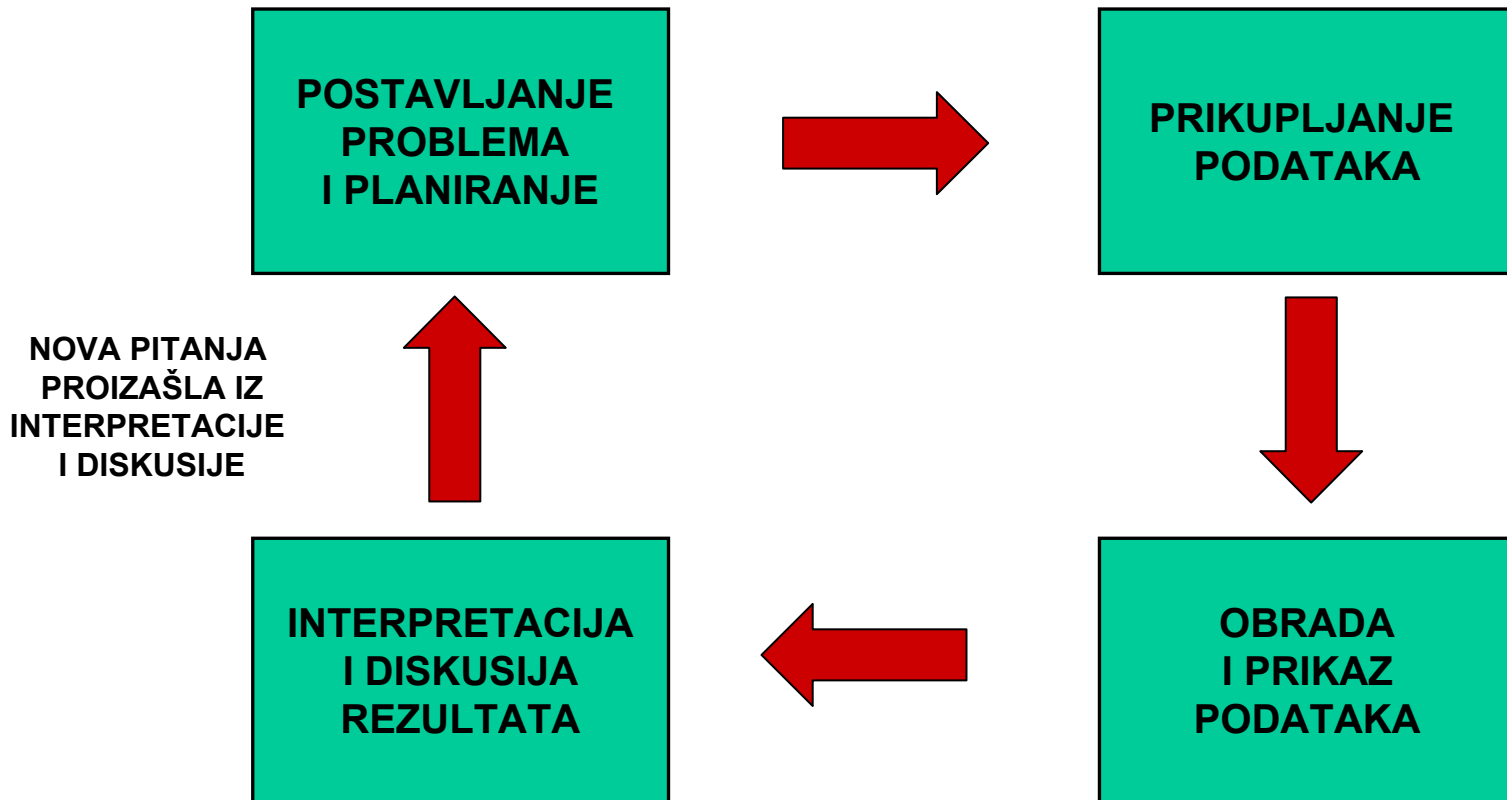 POSTAVLJANJE
PROBLEMA
I PLANIRANJE
PRIKUPLJANJE
PODATAKA
NOVA PITANJA
PROIZAŠLA IZ
INTERPRETACIJE
I DISKUSIJE
INTERPRETACIJA
I DISKUSIJA
REZULTATA
OBRADA
I PRIKAZ
PODATAKA